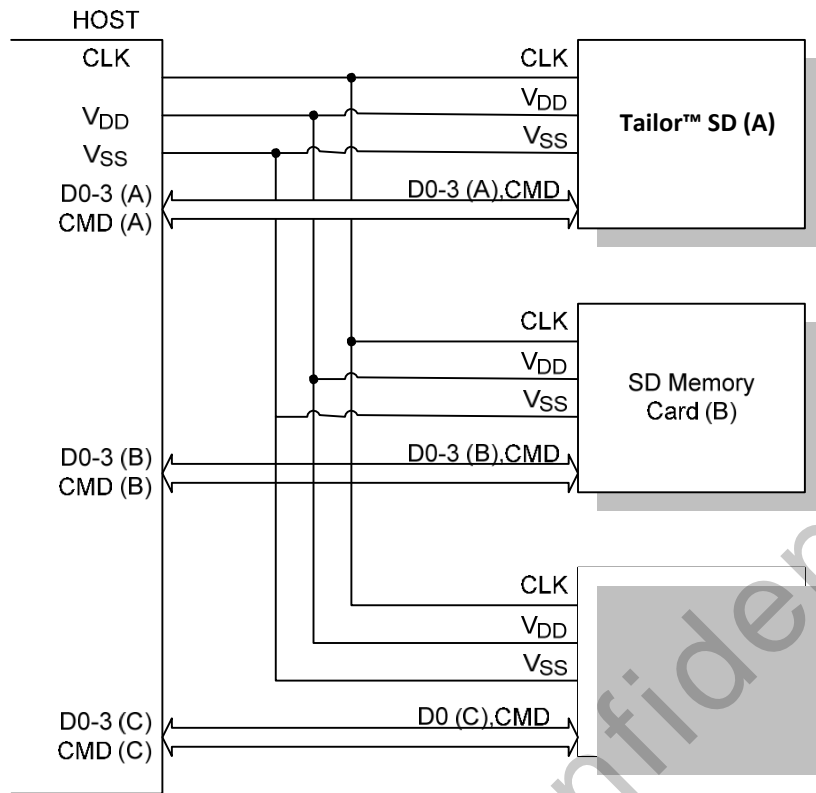 HOST
CLK
CLK
VDD
VDD
Tailor™ SD (A)
VSS
VSS
D0-3 (A)
D0-3 (A),CMD
CMD (A)
CLK
VDD
SD Memory
Card (B)
VSS
D0-3 (B)
D0-3 (B),CMD
CMD (B)
CLK
VDD
VSS
D0-3 (C)
D0 (C),CMD
CMD (C)